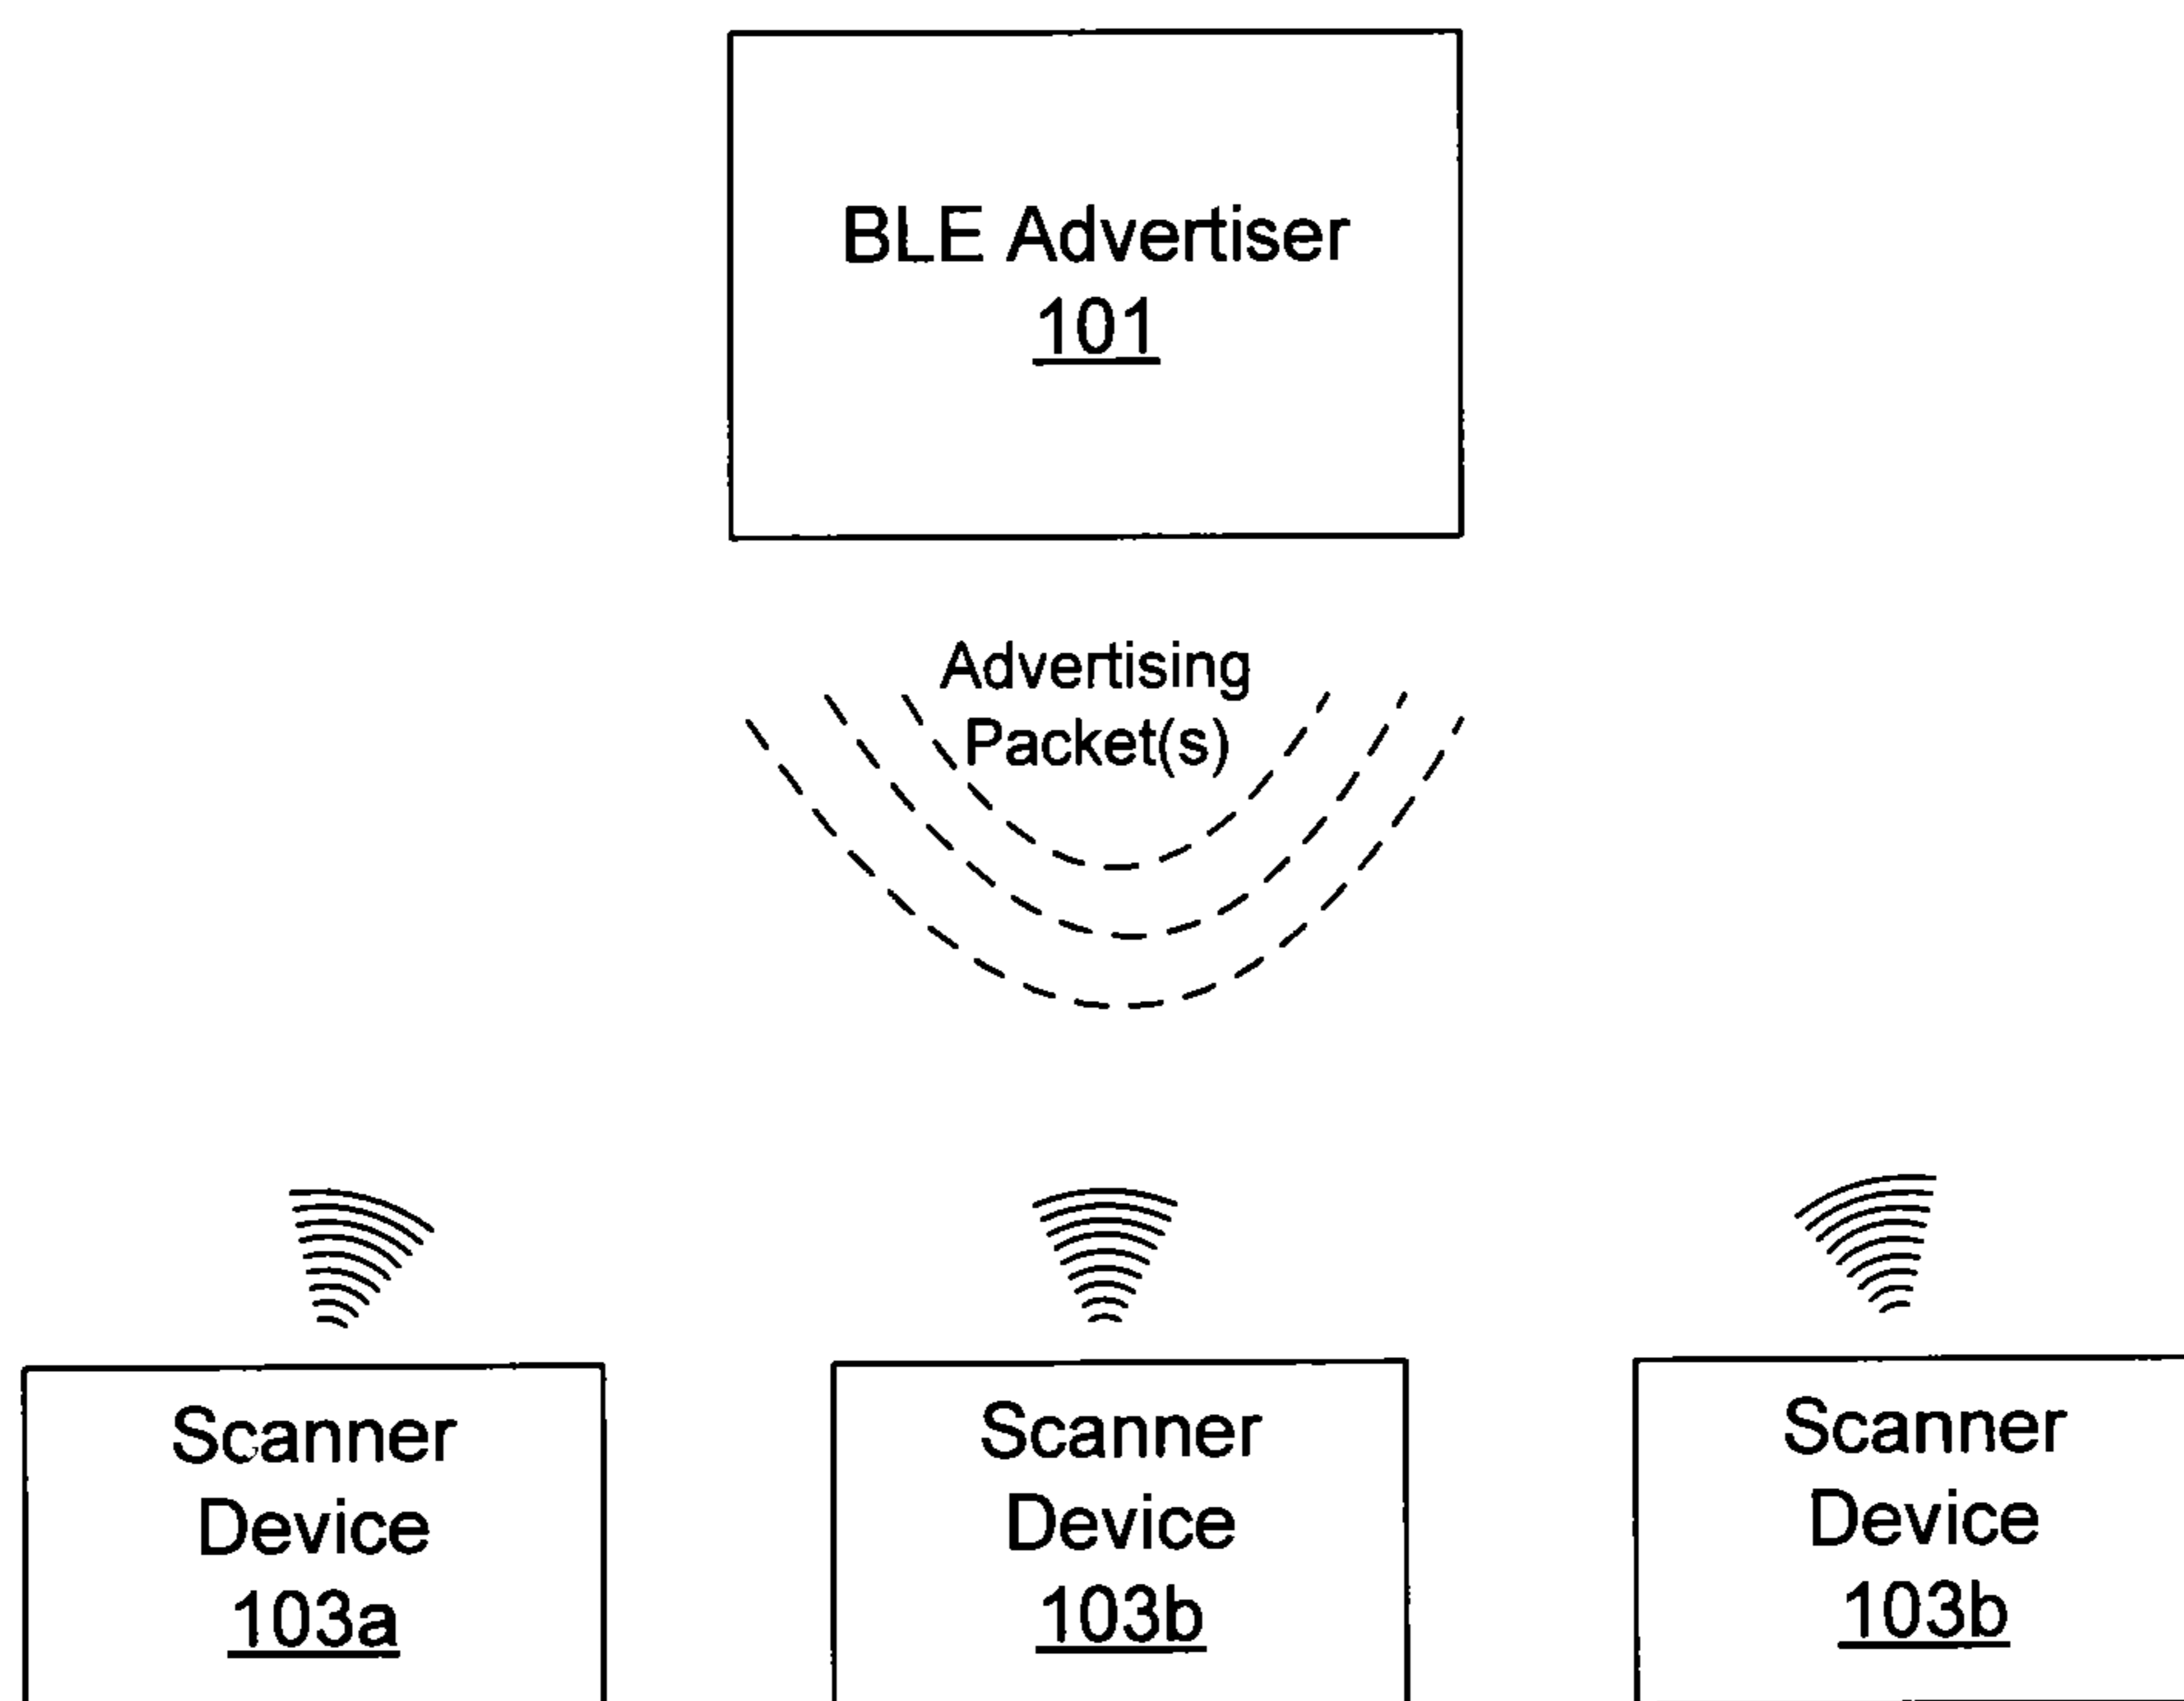 BLE Advertiser
101
Advertising
Packet(s)
Scanner
Device
103a
Scanner
Device
103b
Scanner
Device
103b